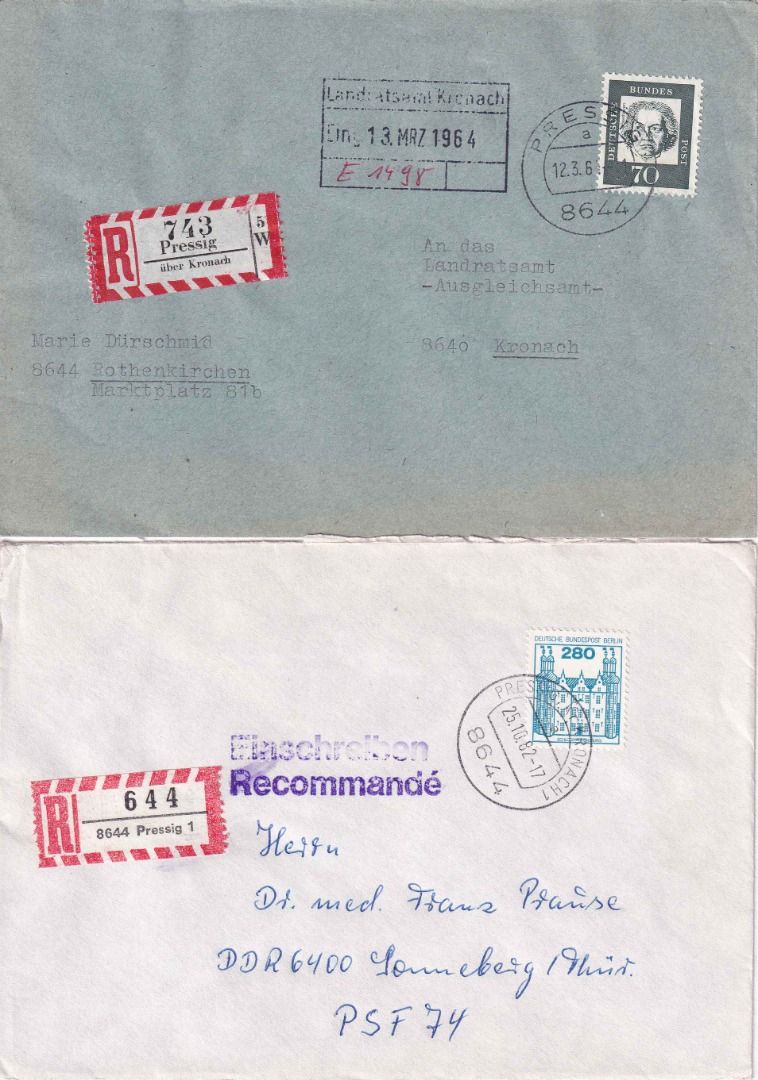 Landratsamt Kronach
Eing. 13. MRZ 1964
E 1498
DEUTSCHE BUNDES POST
70
PRESSIG
a
12.3.6
8644
R
743
Pressig
über Kronach
5
W
An das
Landratsamt
-Ausgleichsamt-
8640 Kronach
Marie Dürschmid
8644 Rothenkirchen
Marktplatz 81b
DEUTSCHE BUNDESPOST BERLIN
280
25.10.82-17
8644
Einschreiben
Recommandé
R
644
8644 Pressig 1
Herrn
Dr. med. Franz Prause
DDR 6400 Sonneberg/Thür.
PSF 74